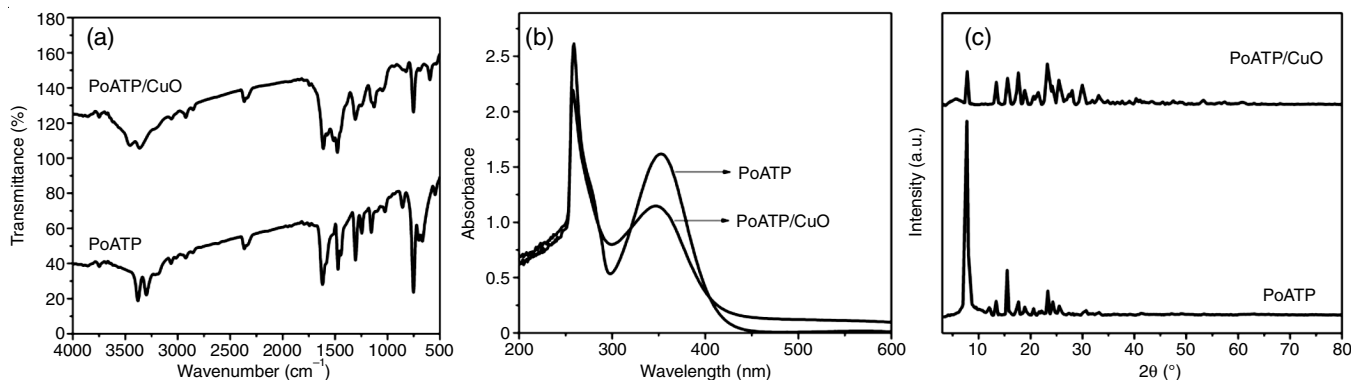 (a)
Transmittance (%)
180
160
140
120
100
80
60
40
20
0
PoATP/CuO
PoATP
4000 3500 3000 2500 2000 1500 1000 500
Wavenumber (cm⁻¹)
(b)
Absorbance
2.5
2.0
1.5
1.0
0.5
0
PoATP
PoATP/CuO
200 300 400 500 600
Wavelength (nm)
(c)
Intensity (a.u.)
PoATP/CuO
PoATP
10 20 30 40 50 60 70 80
2θ (°)